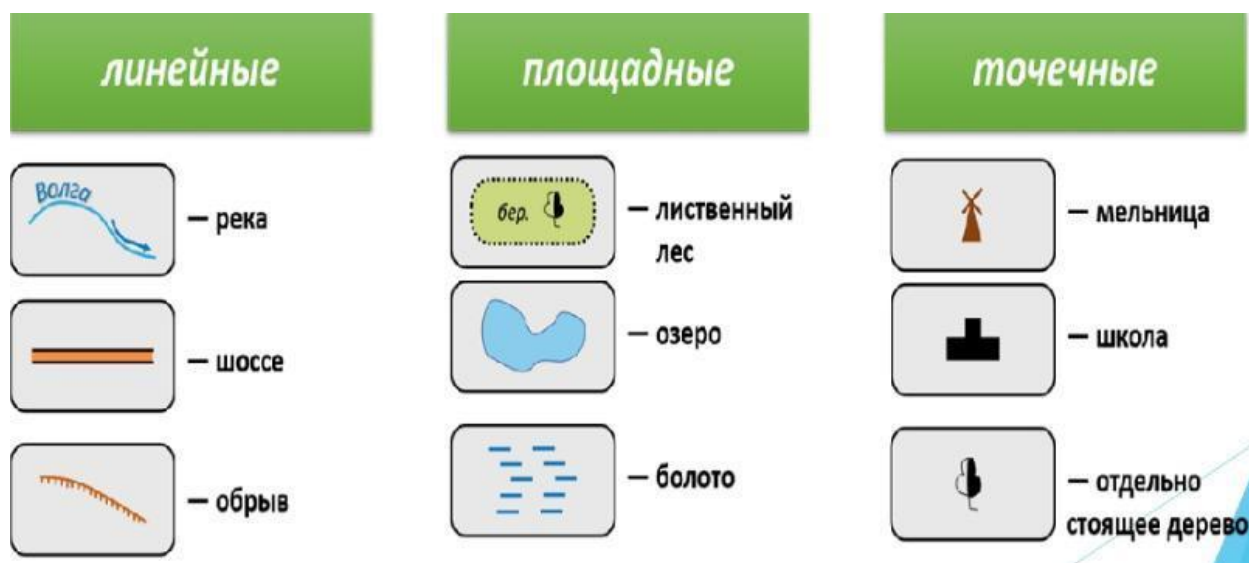 линейные
Волга
— река
— шоссе
— обрыв
площадные
бер.
— лиственный
лес
— озеро
— болото
точечные
— мельница
— школа
— отдельно
стоящее дерево